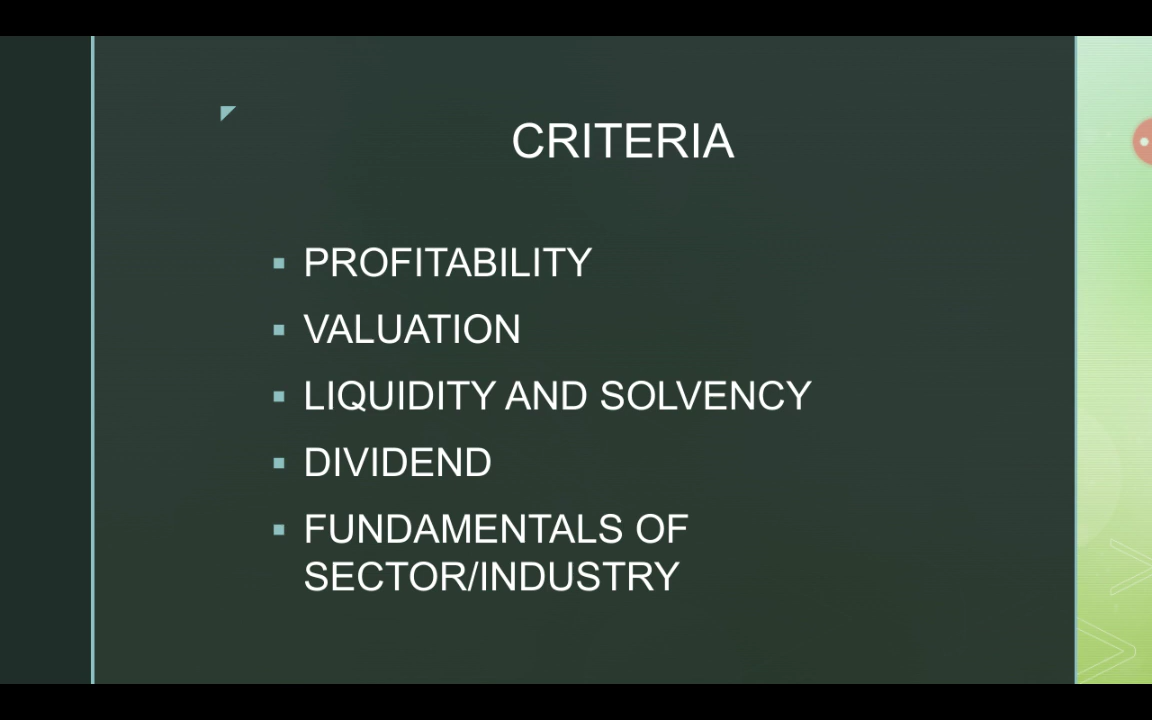 CRITERIA
PROFITABILITY
VALUATION
LIQUIDITY AND SOLVENCY
DIVIDEND
FUNDAMENTALS OF
SECTOR/INDUSTRY